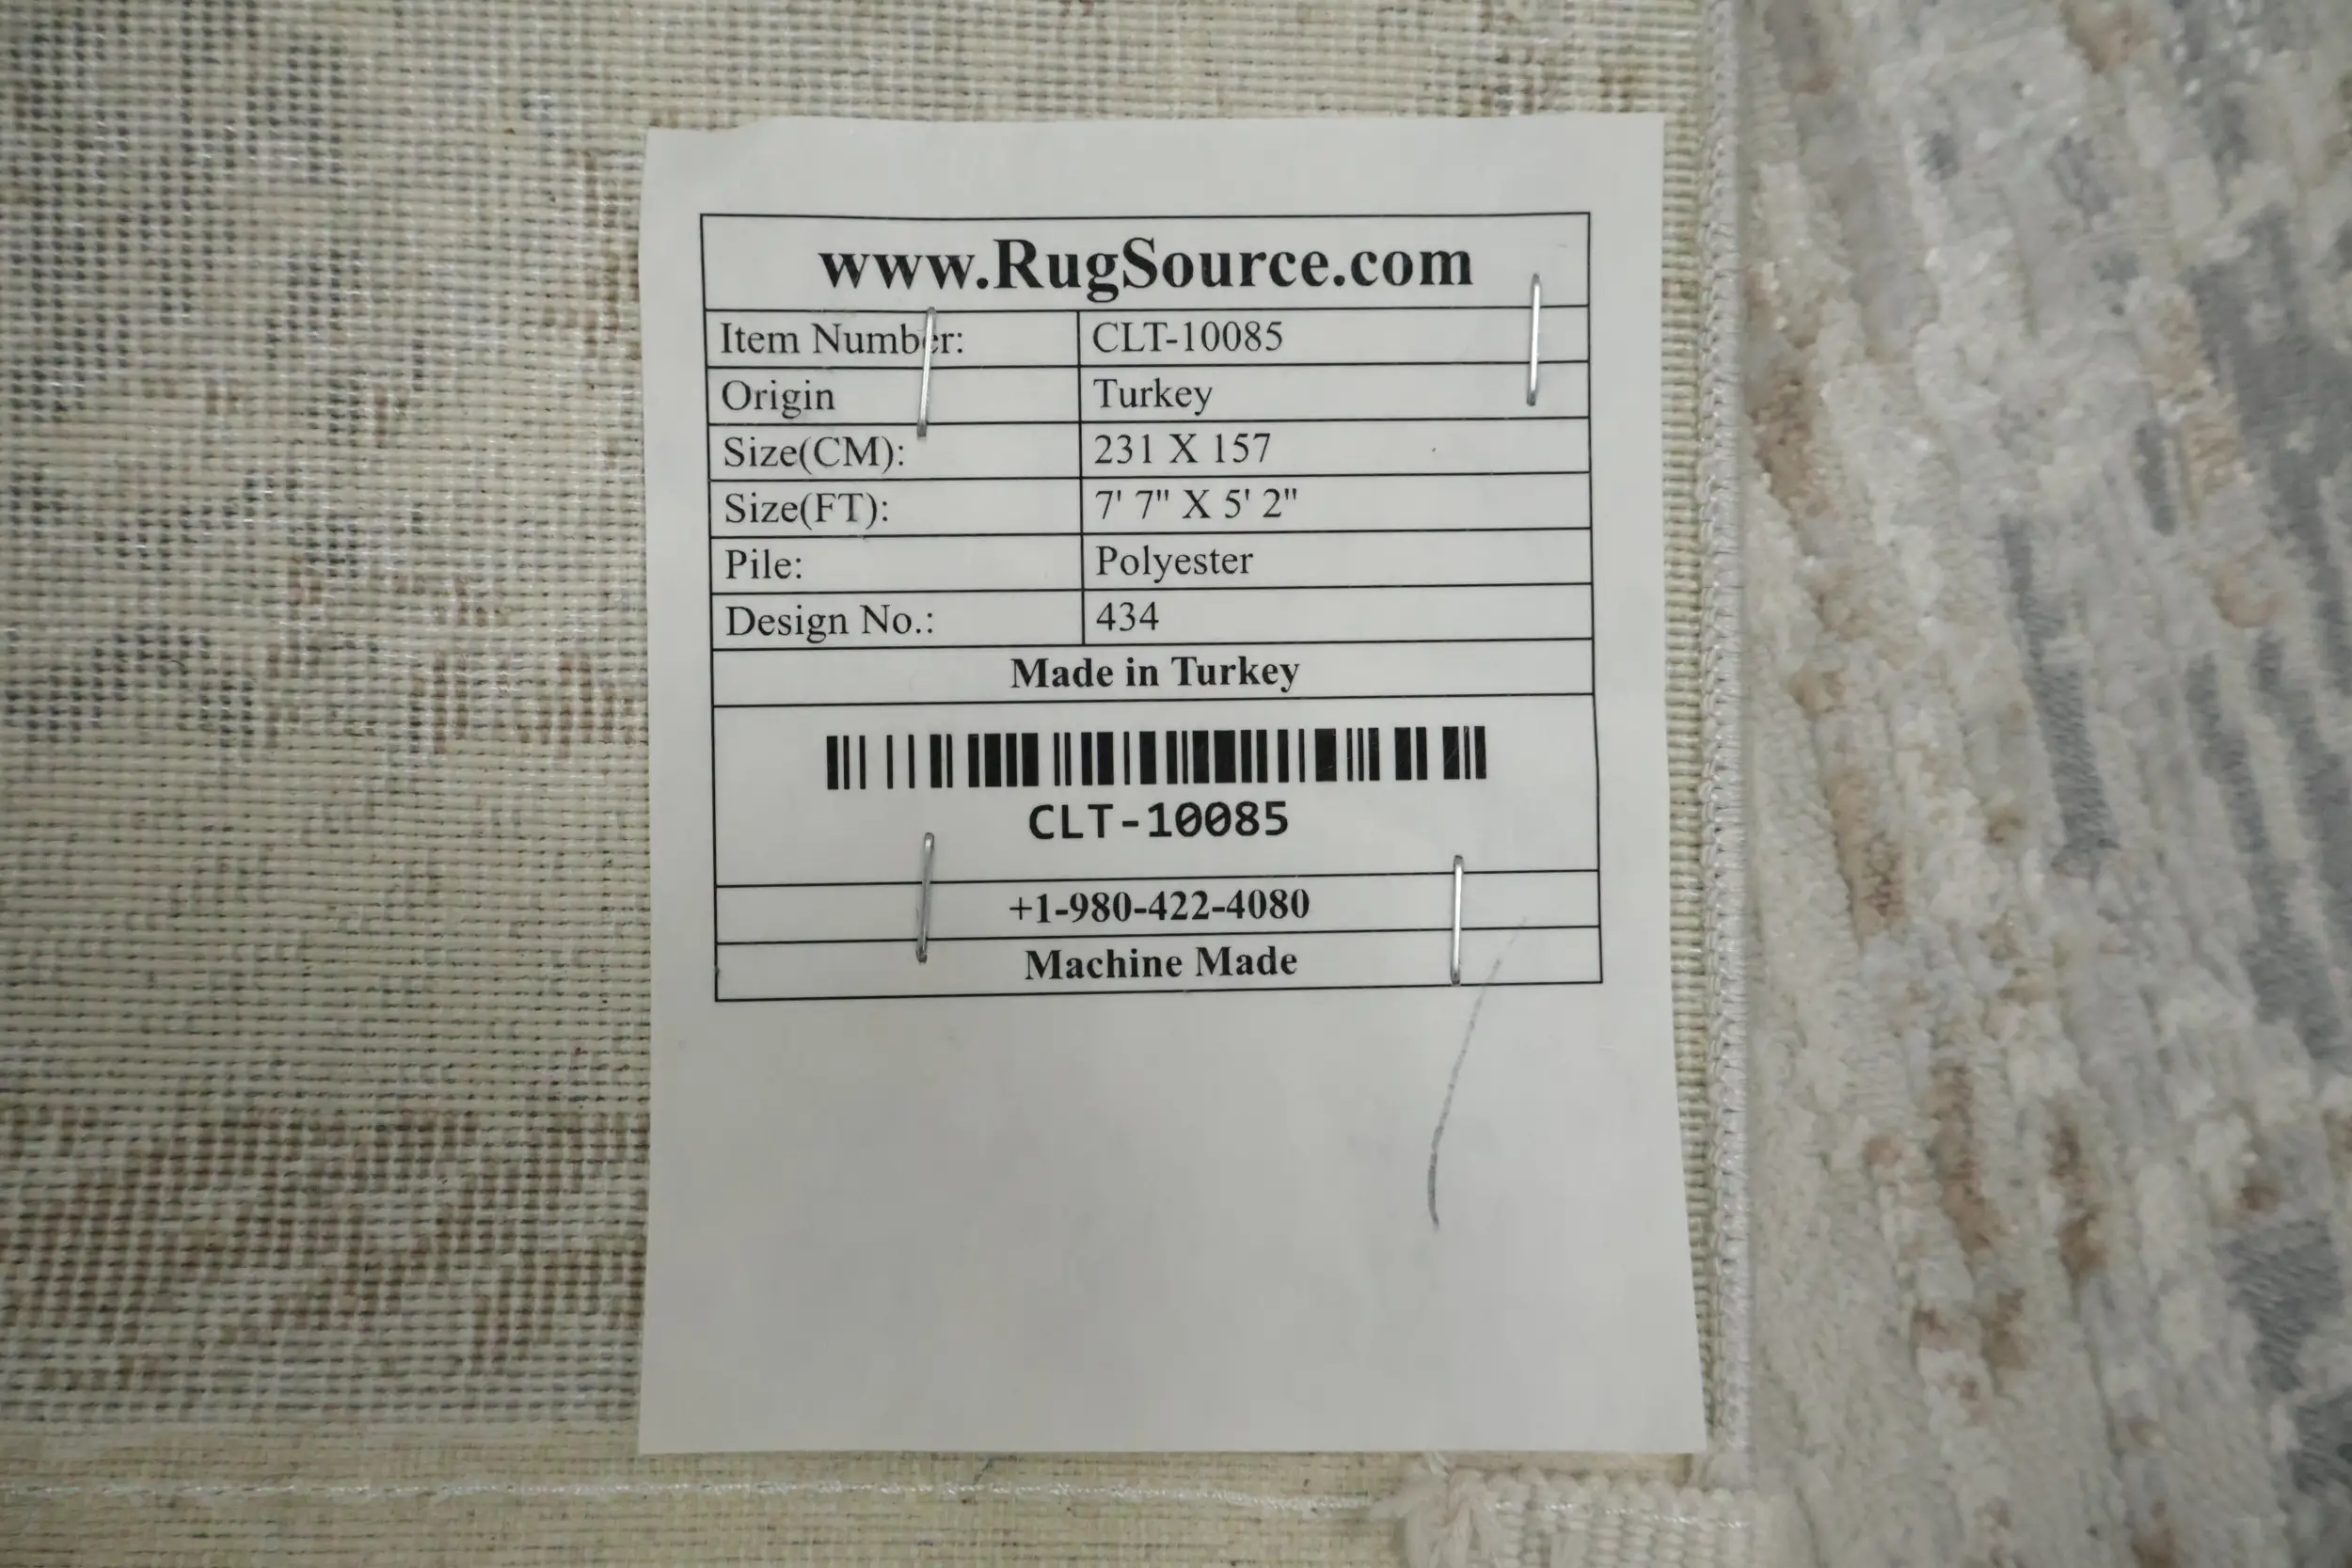 www.RugSource.com
Item Number: CLT-10085
Origin Turkey
Size(CM): 231 X 157
Size(FT): 7' 7" X 5' 2"
Pile: Polyester
Design No.: 434
Made in Turkey
CLT-10085
+1-980-422-4080
Machine Made